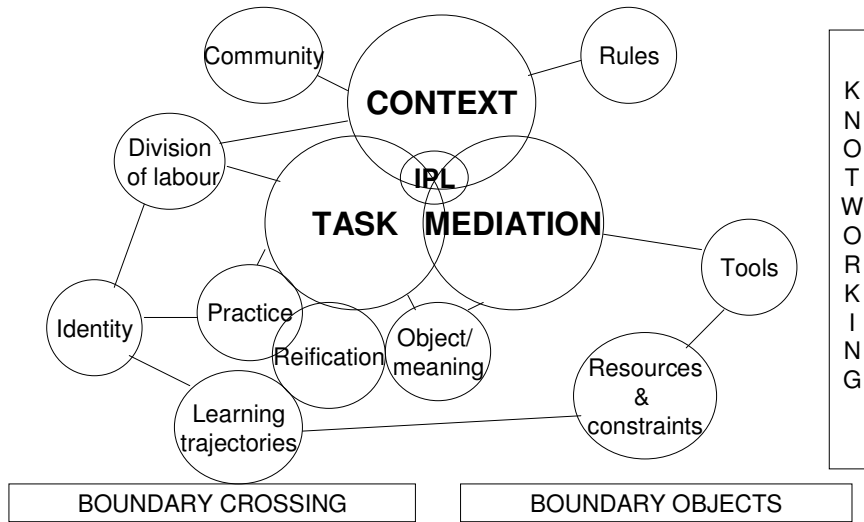 Community
Rules
CONTEXT
Division
of labour
IPL
TASK
MEDIATION
Tools
Identity
Practice
Reification
Object/
meaning
Resources
&
constraints
Learning
trajectories
K
N
O
T
W
O
R
K
I
N
G
BOUNDARY CROSSING
BOUNDARY OBJECTS